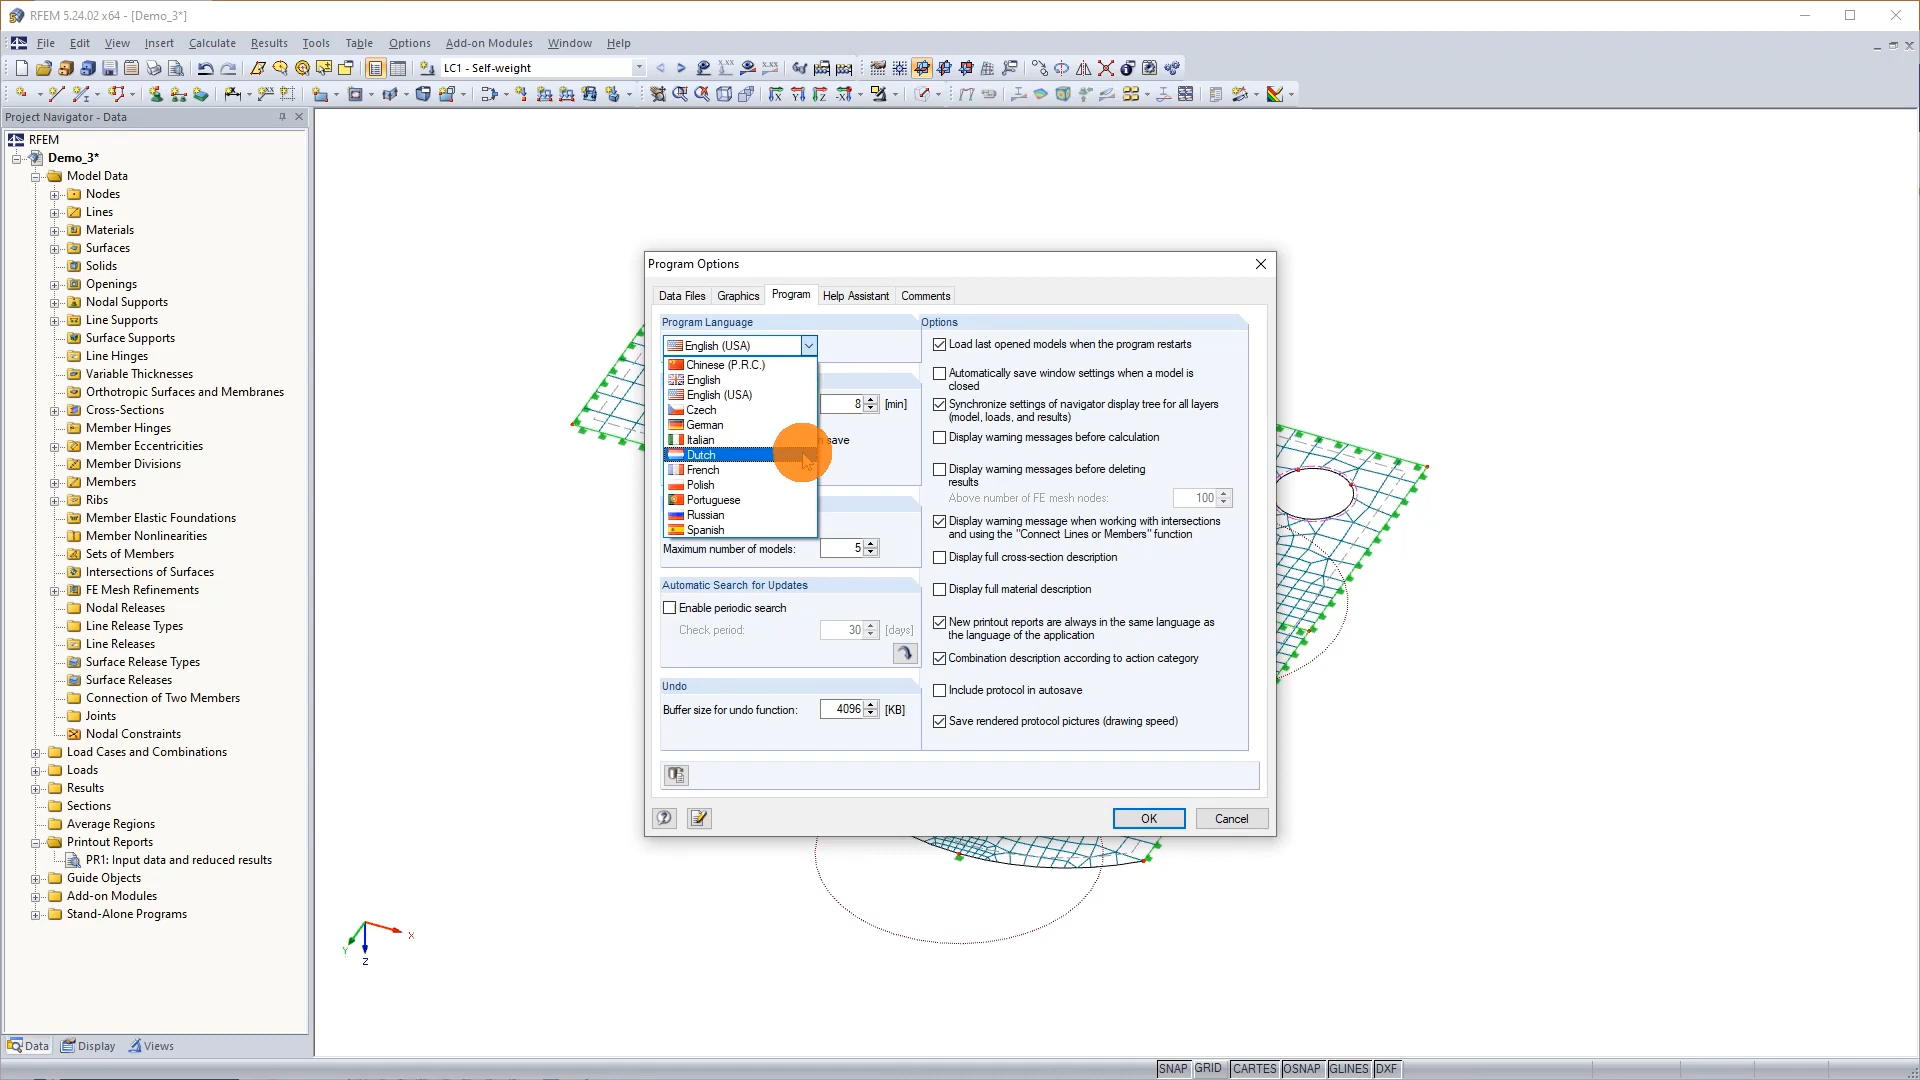 RFEM 5.24.02 x64 - [Demo_3*]
File Edit View Insert Calculate Results Tools Table Options Add-on Modules Window Help
LC1 - Self-weight
Project Navigator - Data
RFEM
Demo_3*
Model Data
Nodes
Lines
Materials
Surfaces
Solids
Openings
Nodal Supports
Line Supports
Surface Supports
Line Hinges
Variable Thicknesses
Orthotropic Surfaces and Membranes
Cross-Sections
Member Hinges
Member Eccentricities
Member Divisions
Members
Ribs
Member Elastic Foundations
Member Nonlinearities
Sets of Members
Intersections of Surfaces
FE Mesh Refinements
Nodal Releases
Line Release Types
Line Releases
Surface Release Types
Surface Releases
Connection of Two Members
Joints
Nodal Constraints
Load Cases and Combinations
Loads
Results
Sections
Average Regions
Printout Reports
PR1: Input data and reduced results
Guide Objects
Add-on Modules
Stand-Alone Programs
Data Display Views
Program Options
Data Files Graphics Program Help Assistant Comments
Program Language
English (USA)
Chinese (P.R.C.)
English
English (USA)
Czech
German
Italian
Dutch
French
Polish
Portuguese
Russian
Spanish
8 [min]
save
Maximum number of models: 5
Automatic Search for Updates
Enable periodic search
Check period: 30 [days]
Undo
Buffer size for undo function: 4096 [KB]
Options
Load last opened models when the program restarts
Automatically save window settings when a model is
closed
Synchronize settings of navigator display tree for all layers
(model, loads, and results)
Display warning messages before calculation
Display warning messages before deleting
results
Above number of FE mesh nodes: 100
Display warning message when working with intersections
and using the "Connect Lines or Members" function
Display full cross-section description
Display full material description
New printout reports are always in the same language as
the language of the application
Combination description according to action category
Include protocol in autosave
Save rendered protocol pictures (drawing speed)
OK Cancel
X
Y
Z
SNAP GRID CARTES OSNAP GLINES DXF